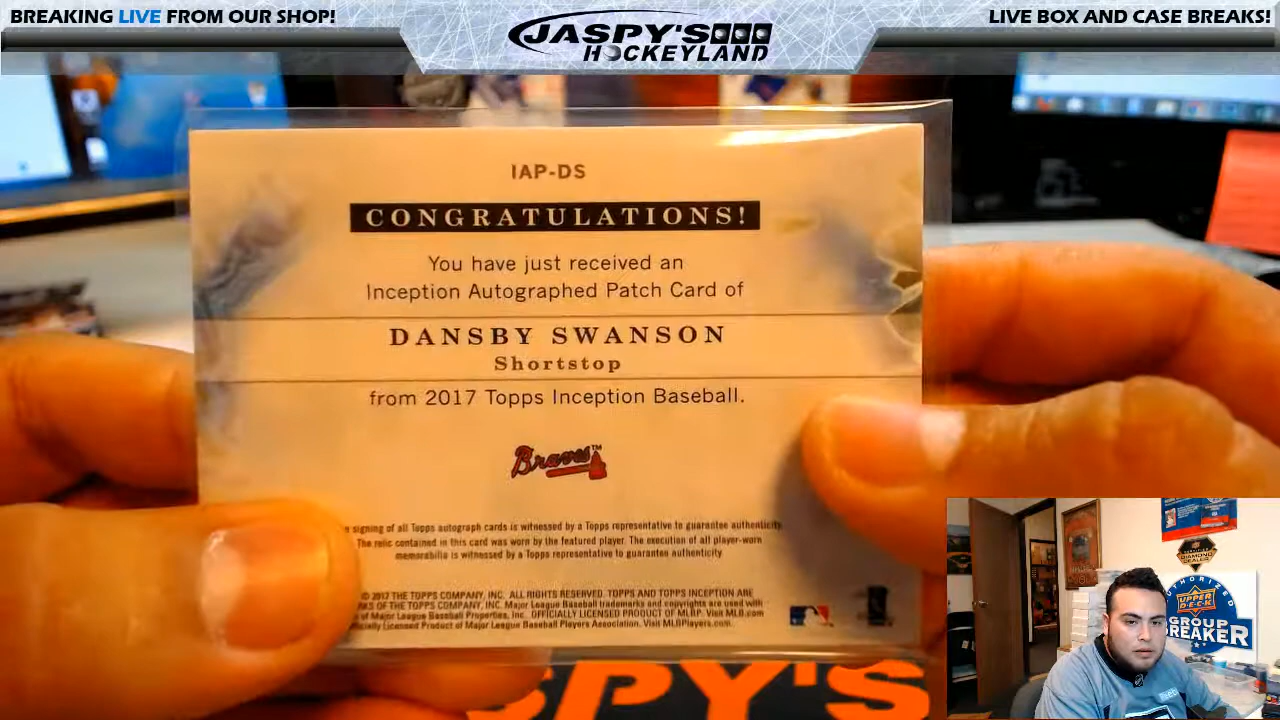 BREAKING LIVE FROM OUR SHOP!
JASPY'S
HOCKEYLAND
LIVE BOX AND CASE BREAKS!
IAP-DS
CONGRATULATIONS!
You have just received an
Inception Autographed Patch Card of
DANSBY SWANSON
Shortstop
from 2017 Topps Inception Baseball.
Braves™
signing of all Topps autograph cards is witnessed by a Topps representative to guarantee authenticity
The relic contained in this card was worn by the featured player. The execution of all player-worn
memorabilia is witnessed by a Topps representative to guarantee authenticity
© 2017 THE TOPPS COMPANY, INC. ALL RIGHTS RESERVED. TOPPS AND TOPPS INCEPTION ARE
OF THE TOPPS COMPANY, INC. Major League Baseball trademarks and copyrights are used with
of Major League Baseball Properties, Inc. OFFICIALLY LICENSED PRODUCT OF MLBP. Visit MLB.com
Licensed Product of Major League Baseball Players Association. Visit MLBPlayers.com.
SPY'S
DIAMOND
DEALER
AUTHORIZED
UPPER
DECK
GROUP
BREAKER